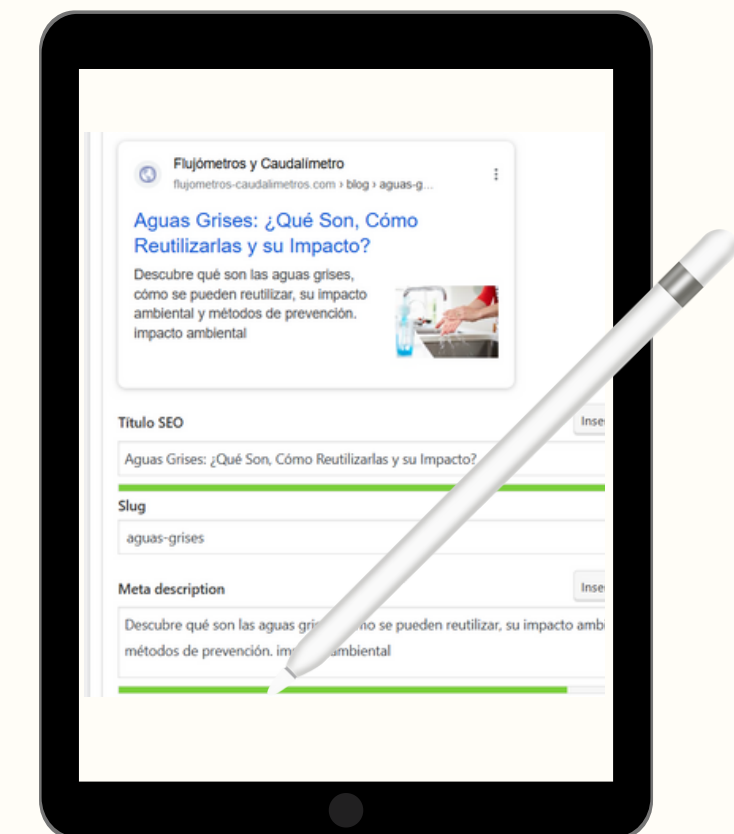 Flujómetros y Caudalímetro
flujometros-caudalimetros.com › blog › aguas-g...
Aguas Grises: ¿Qué Son, Cómo
Reutilizarlas y su Impacto?
Descubre qué son las aguas grises,
cómo se pueden reutilizar, su impacto
ambiental y métodos de prevención.
impacto ambiental
Título SEO
Inse
Aguas Grises: ¿Qué Son, Cómo Reutilizarlas y su Impacto?
Slug
aguas-grises
Meta description
Inse
Descubre qué son las aguas gris se pueden reutilizar, su impacto amb
métodos de prevención. ambiental